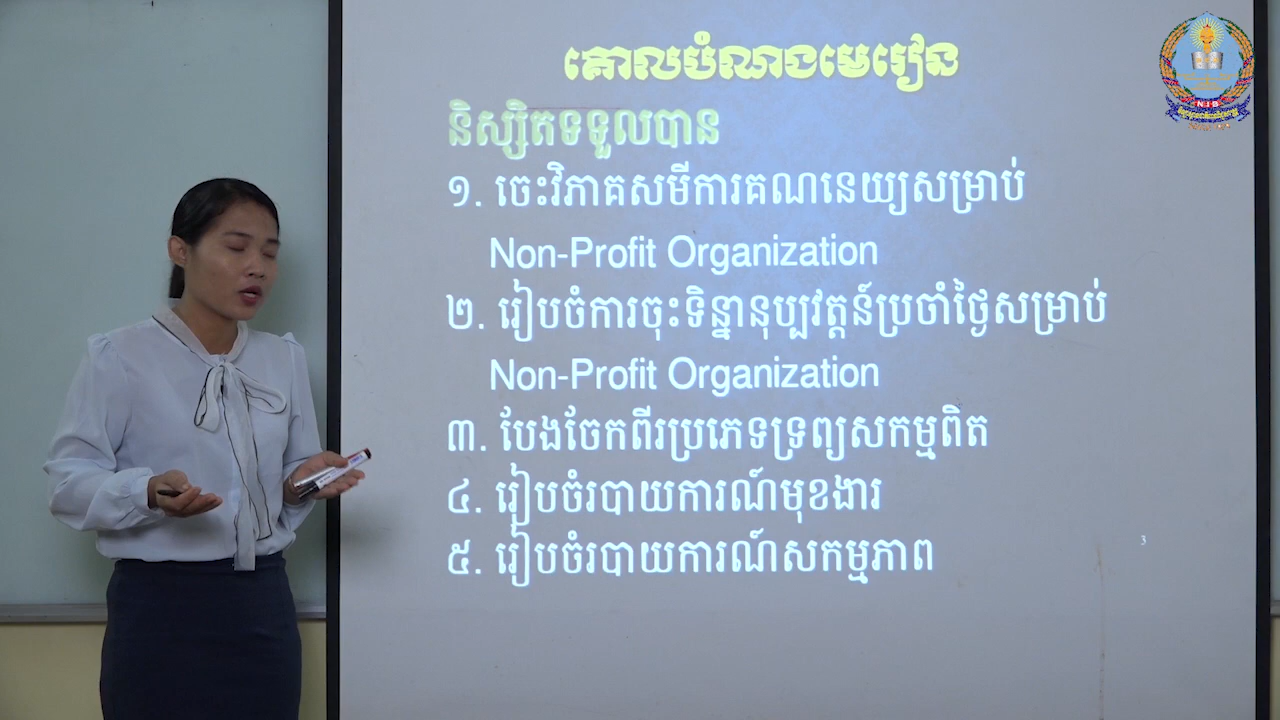 គោលបំណងមេរៀន
និស្សិតទទួលបាន
១. ចេះវិភាគសមីការគណនេយ្យសម្រាប់
Non-Profit Organization
២. រៀបចំការចុះទិន្នានុប្បវត្តន៍ប្រចាំថ្ងៃសម្រាប់
Non-Profit Organization
៣. បែងចែកពីរប្រភេទទ្រព្យសកម្មពិត
៤. រៀបចំរបាយការណ៍មុខងារ
៥. រៀបចំរបាយការណ៍សកម្មភាព
3
N I B